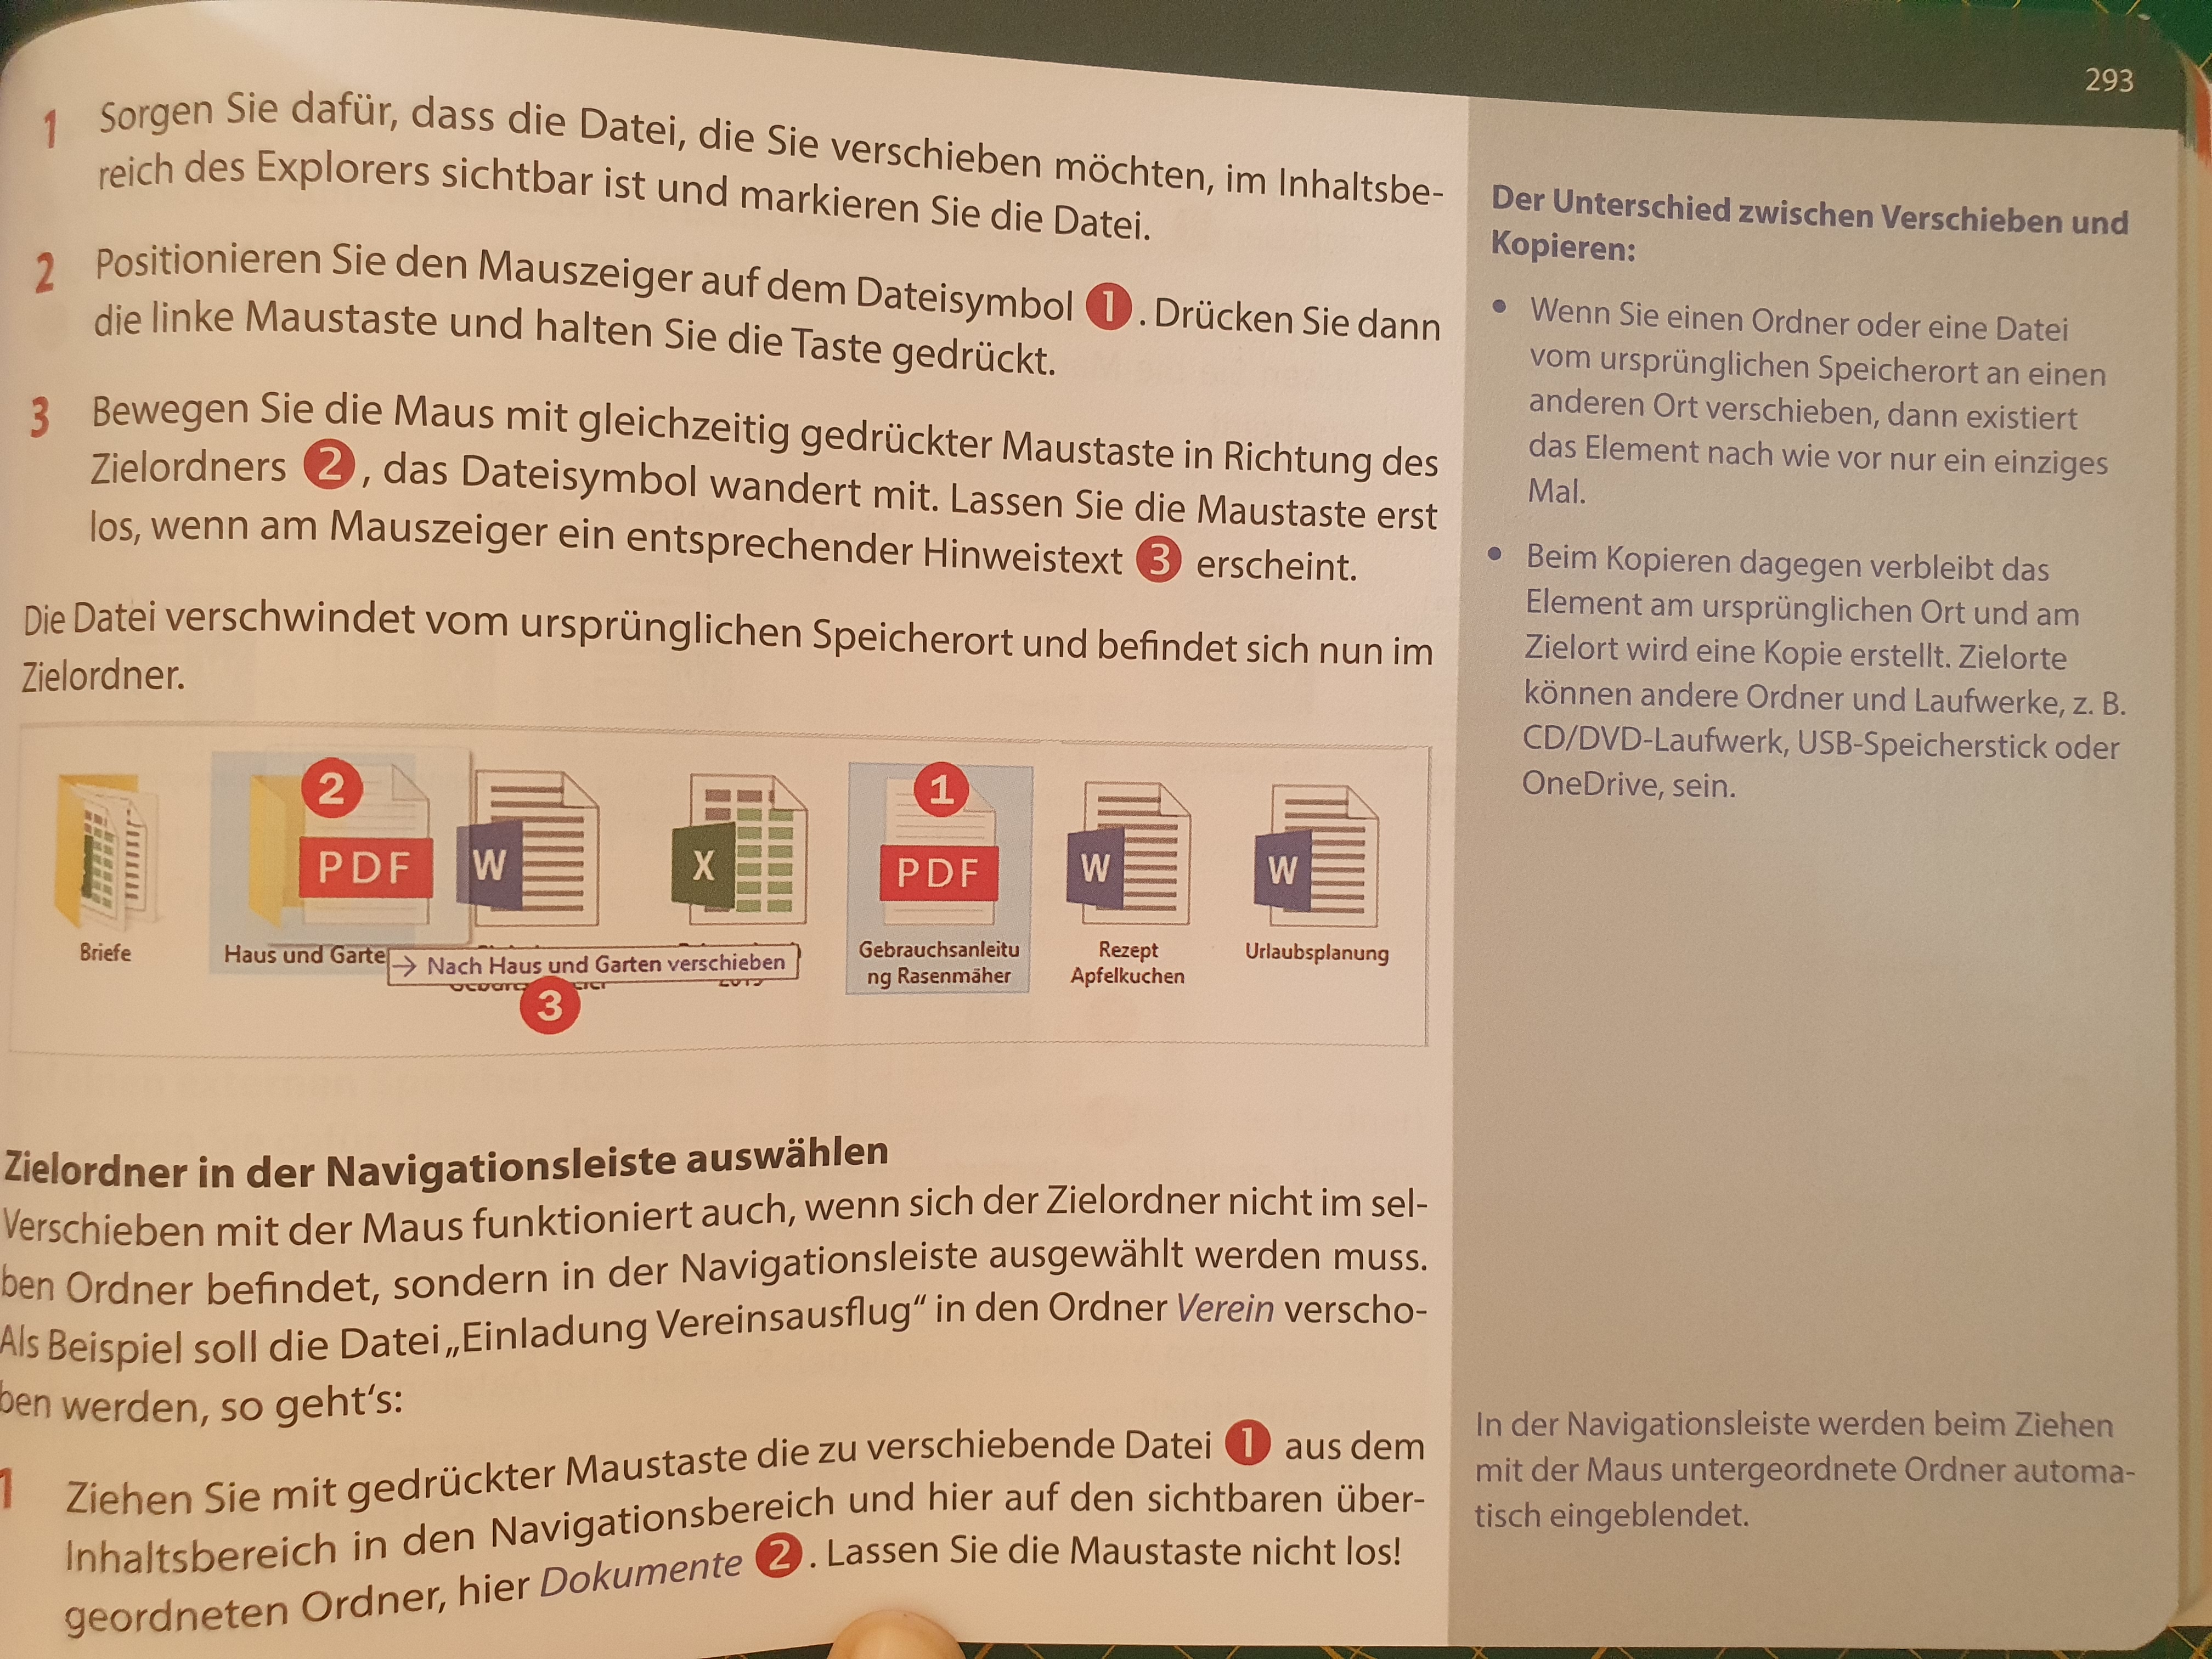 293
1 Sorgen Sie dafür, dass die Datei, die Sie verschieben möchten, im Inhaltsbe-
reich des Explorers sichtbar ist und markieren Sie die Datei.
2 Positionieren Sie den Mauszeiger auf dem Dateisymbol 1. Drücken Sie dann
die linke Maustaste und halten Sie die Taste gedrückt.
3 Bewegen Sie die Maus mit gleichzeitig gedrückter Maustaste in Richtung des
Zielordners 2, das Dateisymbol wandert mit. Lassen Sie die Maustaste erst
los, wenn am Mauszeiger ein entsprechender Hinweistext 3 erscheint.
Die Datei verschwindet vom ursprünglichen Speicherort und befindet sich nun im
Zielordner.
2 1
PDF W X PDF W W
Briefe
Haus und Garte
→ Nach Haus und Garten verschieben
3
Gebrauchsanleitu
ng Rasenmäher
Rezept
Apfelkuchen
Urlaubsplanung
Zielordner in der Navigationsleiste auswählen
Verschieben mit der Maus funktioniert auch, wenn sich der Zielordner nicht im sel-
ben Ordner befindet, sondern in der Navigationsleiste ausgewählt werden muss.
Als Beispiel soll die Datei „Einladung Vereinsausflug“ in den Ordner Verein verscho-
ben werden, so geht‘s:
1 Ziehen Sie mit gedrückter Maustaste die zu verschiebende Datei 1 aus dem
Inhaltsbereich in den Navigationsbereich und hier auf den sichtbaren über-
geordneten Ordner, hier Dokumente 2. Lassen Sie die Maustaste nicht los!
Der Unterschied zwischen Verschieben und
Kopieren:
• Wenn Sie einen Ordner oder eine Datei
vom ursprünglichen Speicherort an einen
anderen Ort verschieben, dann existiert
das Element nach wie vor nur ein einziges
Mal.
• Beim Kopieren dagegen verbleibt das
Element am ursprünglichen Ort und am
Zielort wird eine Kopie erstellt. Zielorte
können andere Ordner und Laufwerke, z. B.
CD/DVD-Laufwerk, USB-Speicherstick oder
OneDrive, sein.
In der Navigationsleiste werden beim Ziehen
mit der Maus untergeordnete Ordner automa-
tisch eingeblendet.